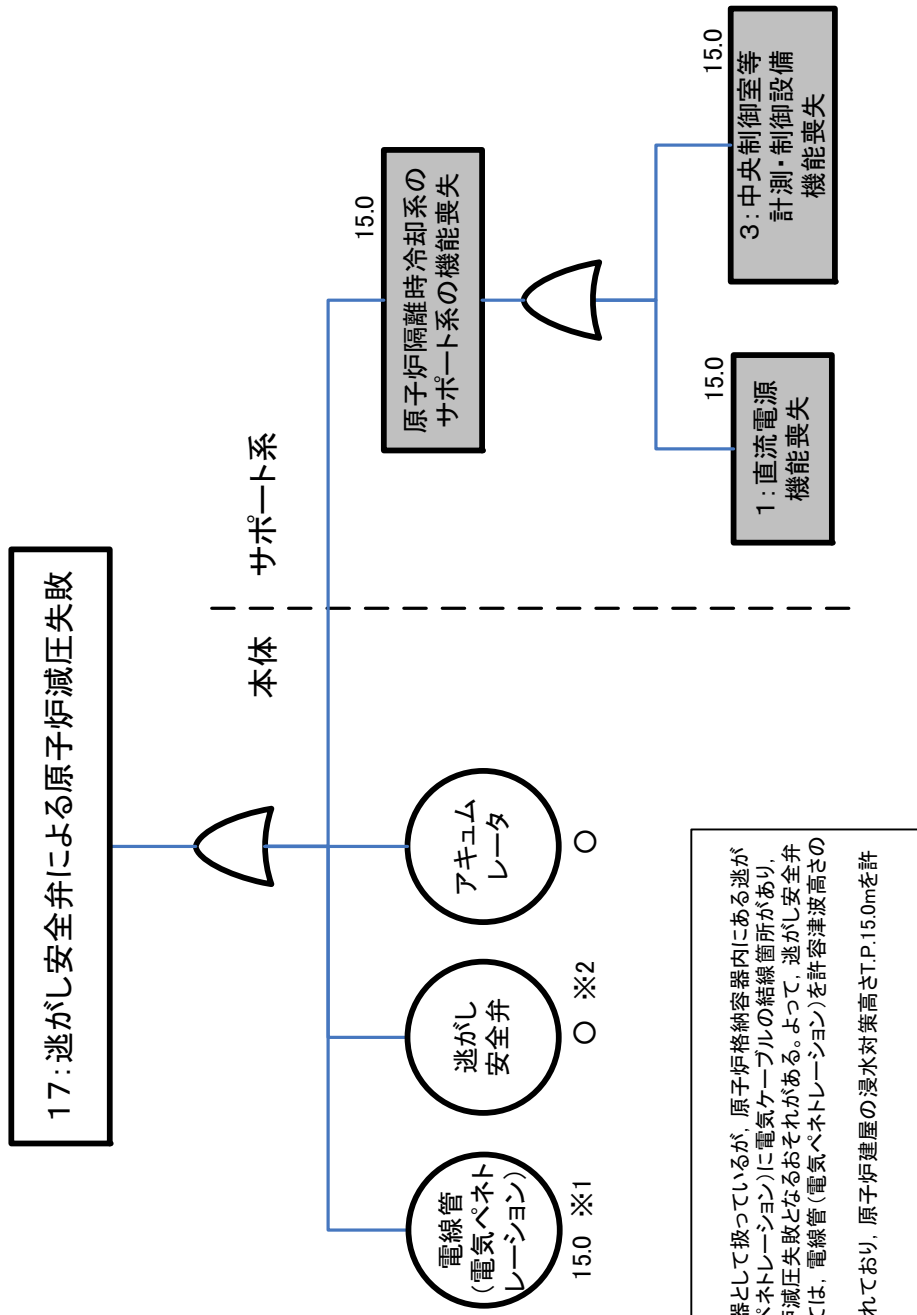 17:逃がし安全弁による原子炉減圧失敗
本体
サポート系
電線管
(電気ペネト
レーション)
15.0 ※1
逃がし
安全弁
○ ※2
アキュム
レータ
○
15.0
原子炉隔離時冷却系の
サポート系の機能喪失
15.0
1:直流電源
機能喪失
15.0
3:中央制御室等
計測・制御設備
機能喪失
器として扱っているが,原子炉格納容器内にある逃が
ペネトレーション)に電気ケーブルの結線箇所があり,
減圧失敗となるおそれがある。よって,逃がし安全弁
ては,電線管(電気ペネトレーション)を許容津波高さの
れており,原子炉建屋の浸水対策高さT.P.15.0mを許